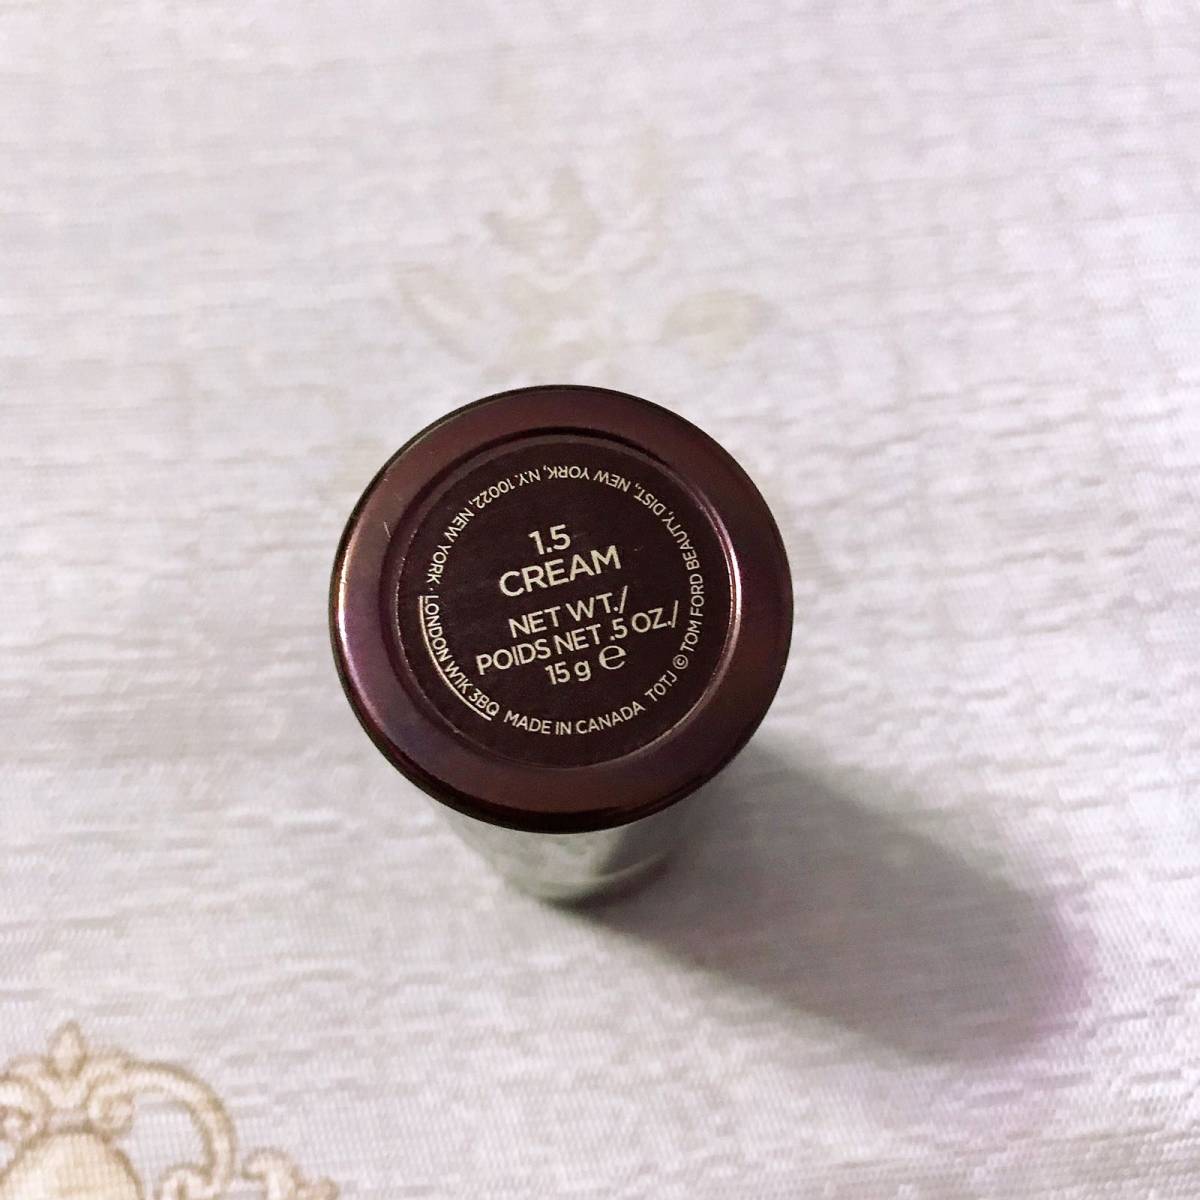 1.5
CREAM
NET WT./
POIDS NET .5 OZ./
15 g ℮
© TOM FORD BEAUTY, DIST., NEW YORK, N.Y. 10022, NEW YORK · LONDON W1K 3BQ
MADE IN CANADA TOTJ